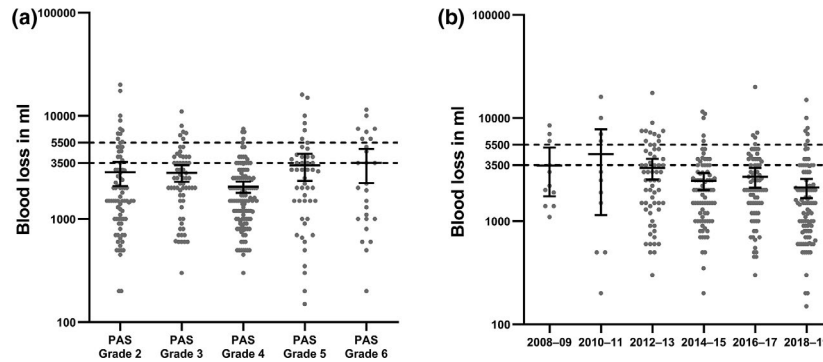 (a)
Blood loss in ml
100000
10000
5500
3500
1000
100
PAS Grade 2
PAS Grade 3
PAS Grade 4
PAS Grade 5
PAS Grade 6
(b)
Blood loss in ml
100000
10000
5500
3500
1000
100
2008–09
2010–11
2012–13
2014–15
2016–17
2018–1